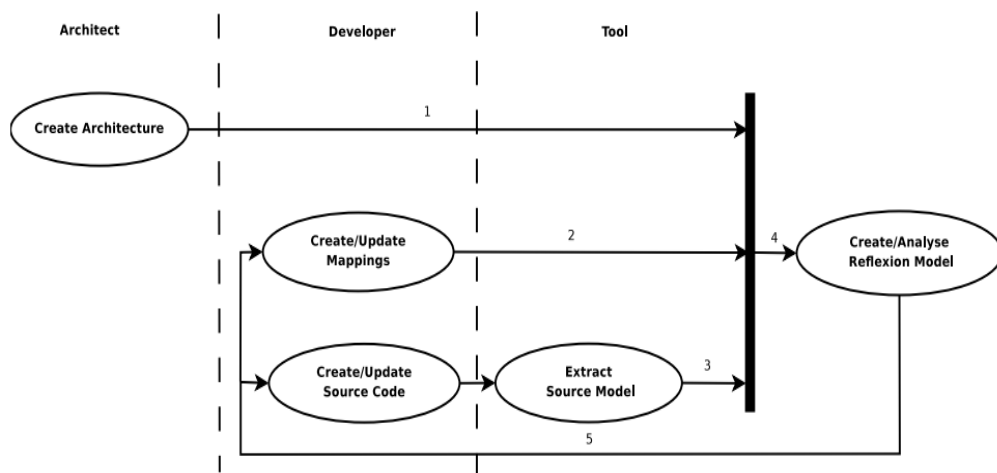 Architect
Developer
Tool
1
Create Architecture
Create/Update
Mappings
2
4
Create/Analyse
Reflexion Model
Create/Update
Source Code
Extract
Source Model
3
5